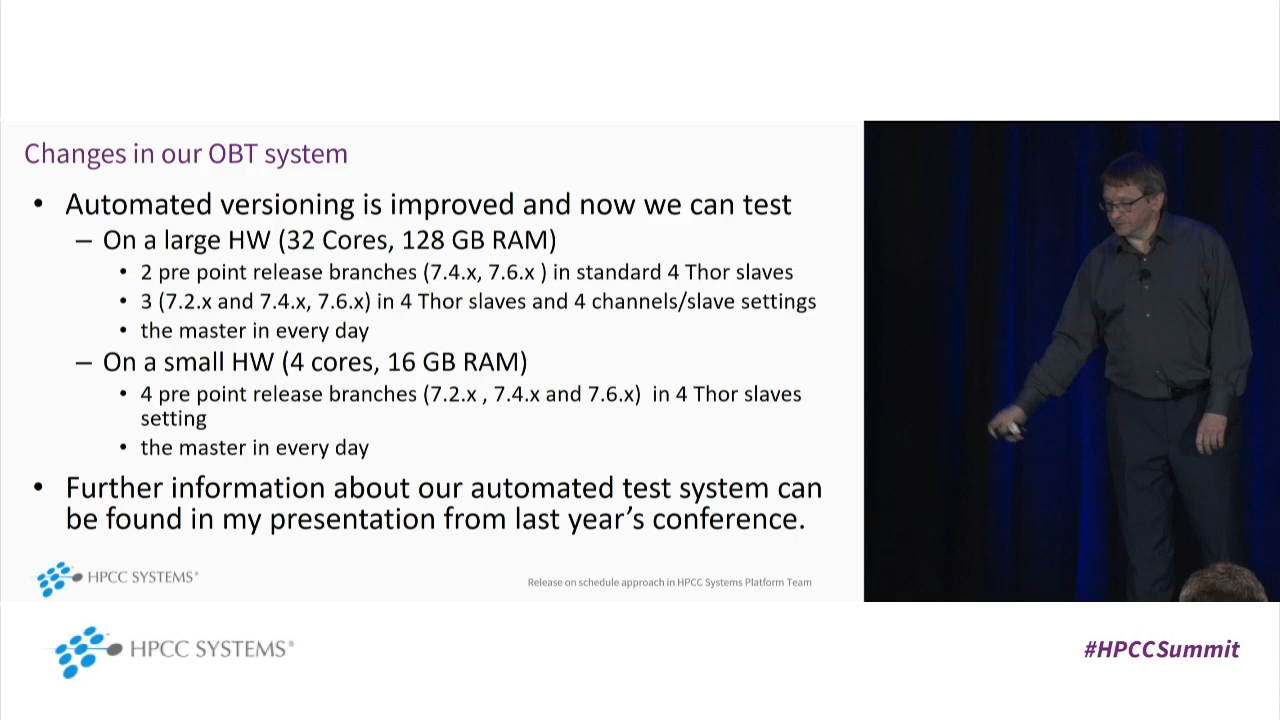 Changes in our OBT system
• Automated versioning is improved and now we can test
– On a large HW (32 Cores, 128 GB RAM)
• 2 pre point release branches (7.4.x, 7.6.x ) in standard 4 Thor slaves
• 3 (7.2.x and 7.4.x, 7.6.x) in 4 Thor slaves and 4 channels/slave settings
• the master in every day
– On a small HW (4 cores, 16 GB RAM)
• 4 pre point release branches (7.2.x , 7.4.x and 7.6.x)  in 4 Thor slaves
setting
• the master in every day
• Further information about our automated test system can
be found in my presentation from last year’s conference.
HPCC SYSTEMS®
Release on schedule approach in HPCC Systems Platform Team
HPCC SYSTEMS®
#HPCCSummit